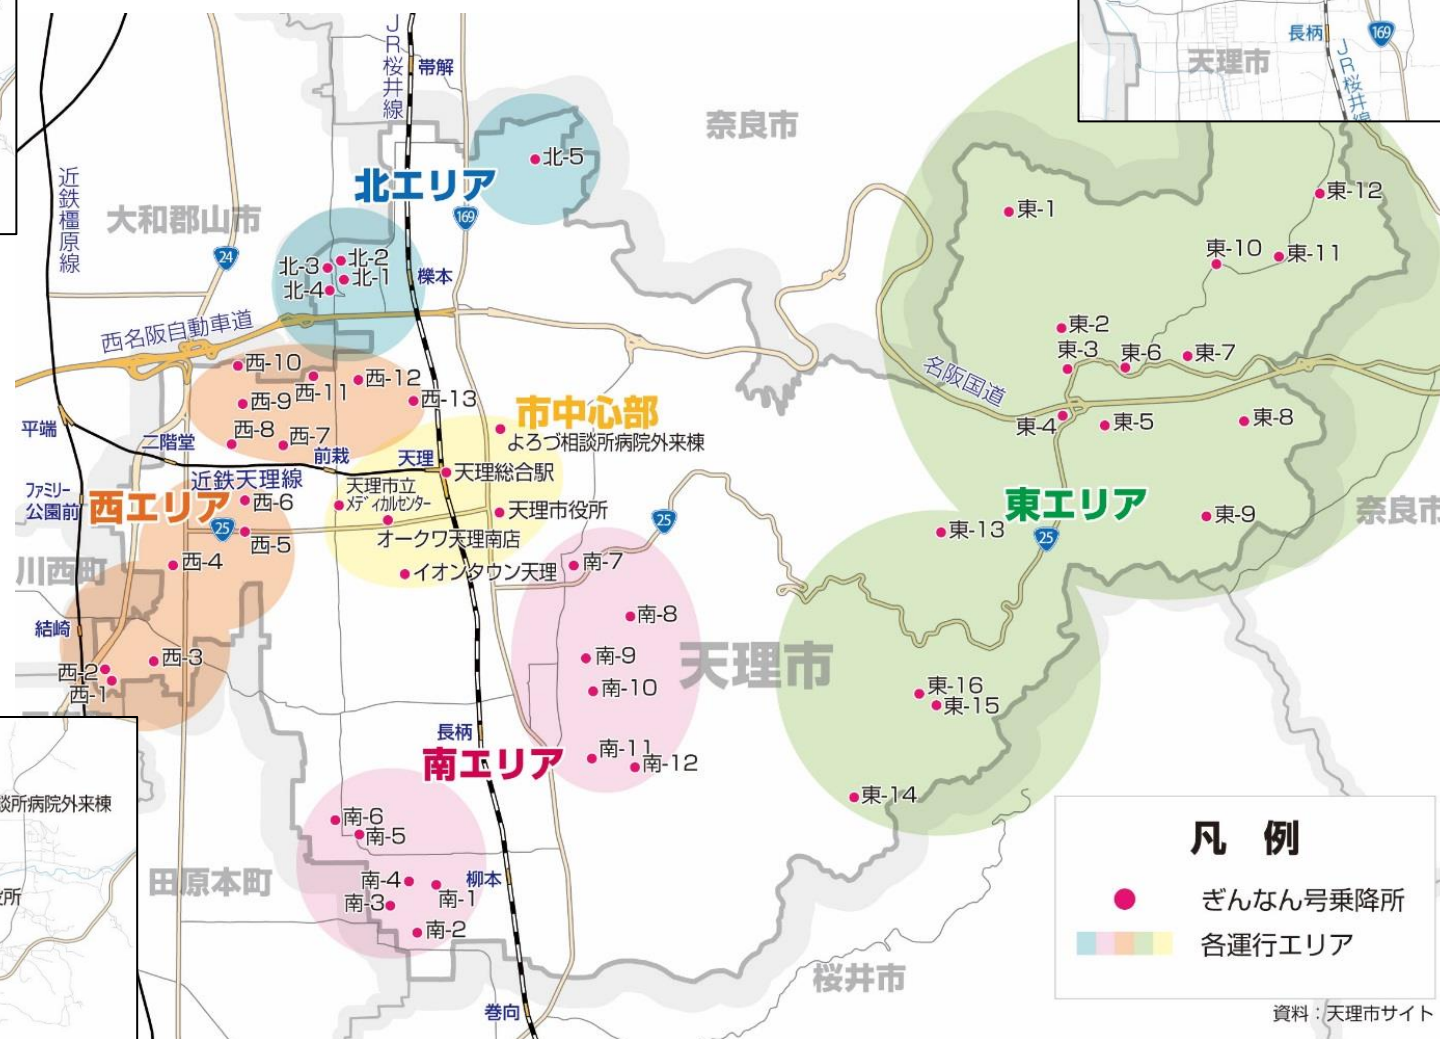 長柄
169
JR桜井線
天理市
JR桜井線
帯解
奈良市
近鉄橿原線
大和郡山市
北エリア
北-5
169
24
北-2
北-3
北-1
北-4
櫟本
西名阪自動車道
東-1
東-12
東-10
東-11
東-2
東-3
東-6
東-7
名阪国道
東-4
東-5
東-8
西-10
西-11
西-12
西-9
西-13
西-8
西-7
市中心部
よろづ相談所病院外来棟
平端
二階堂
前栽
天理
天理総合駅
近鉄天理線
ファミリー
公園前
西エリア
25
西-6
西-5
西-4
天理市立
メディカルセンター
天理市役所
オークワ天理南店
イオンタウン天理
25
東エリア
25
東-9
奈良市
東-13
川西町
結崎
西-2
西-1
西-3
南-7
南-8
南-9
南-10
南-11
南-12
天理市
東-16
東-15
東-14
長柄
南エリア
南-6
南-5
南-4
南-3
南-1
南-2
柳本
田原本町
巻向
桜井市
談所病院外来棟
役所
凡 例
ぎんなん号乗降所
各運行エリア
資料：天理市サイト